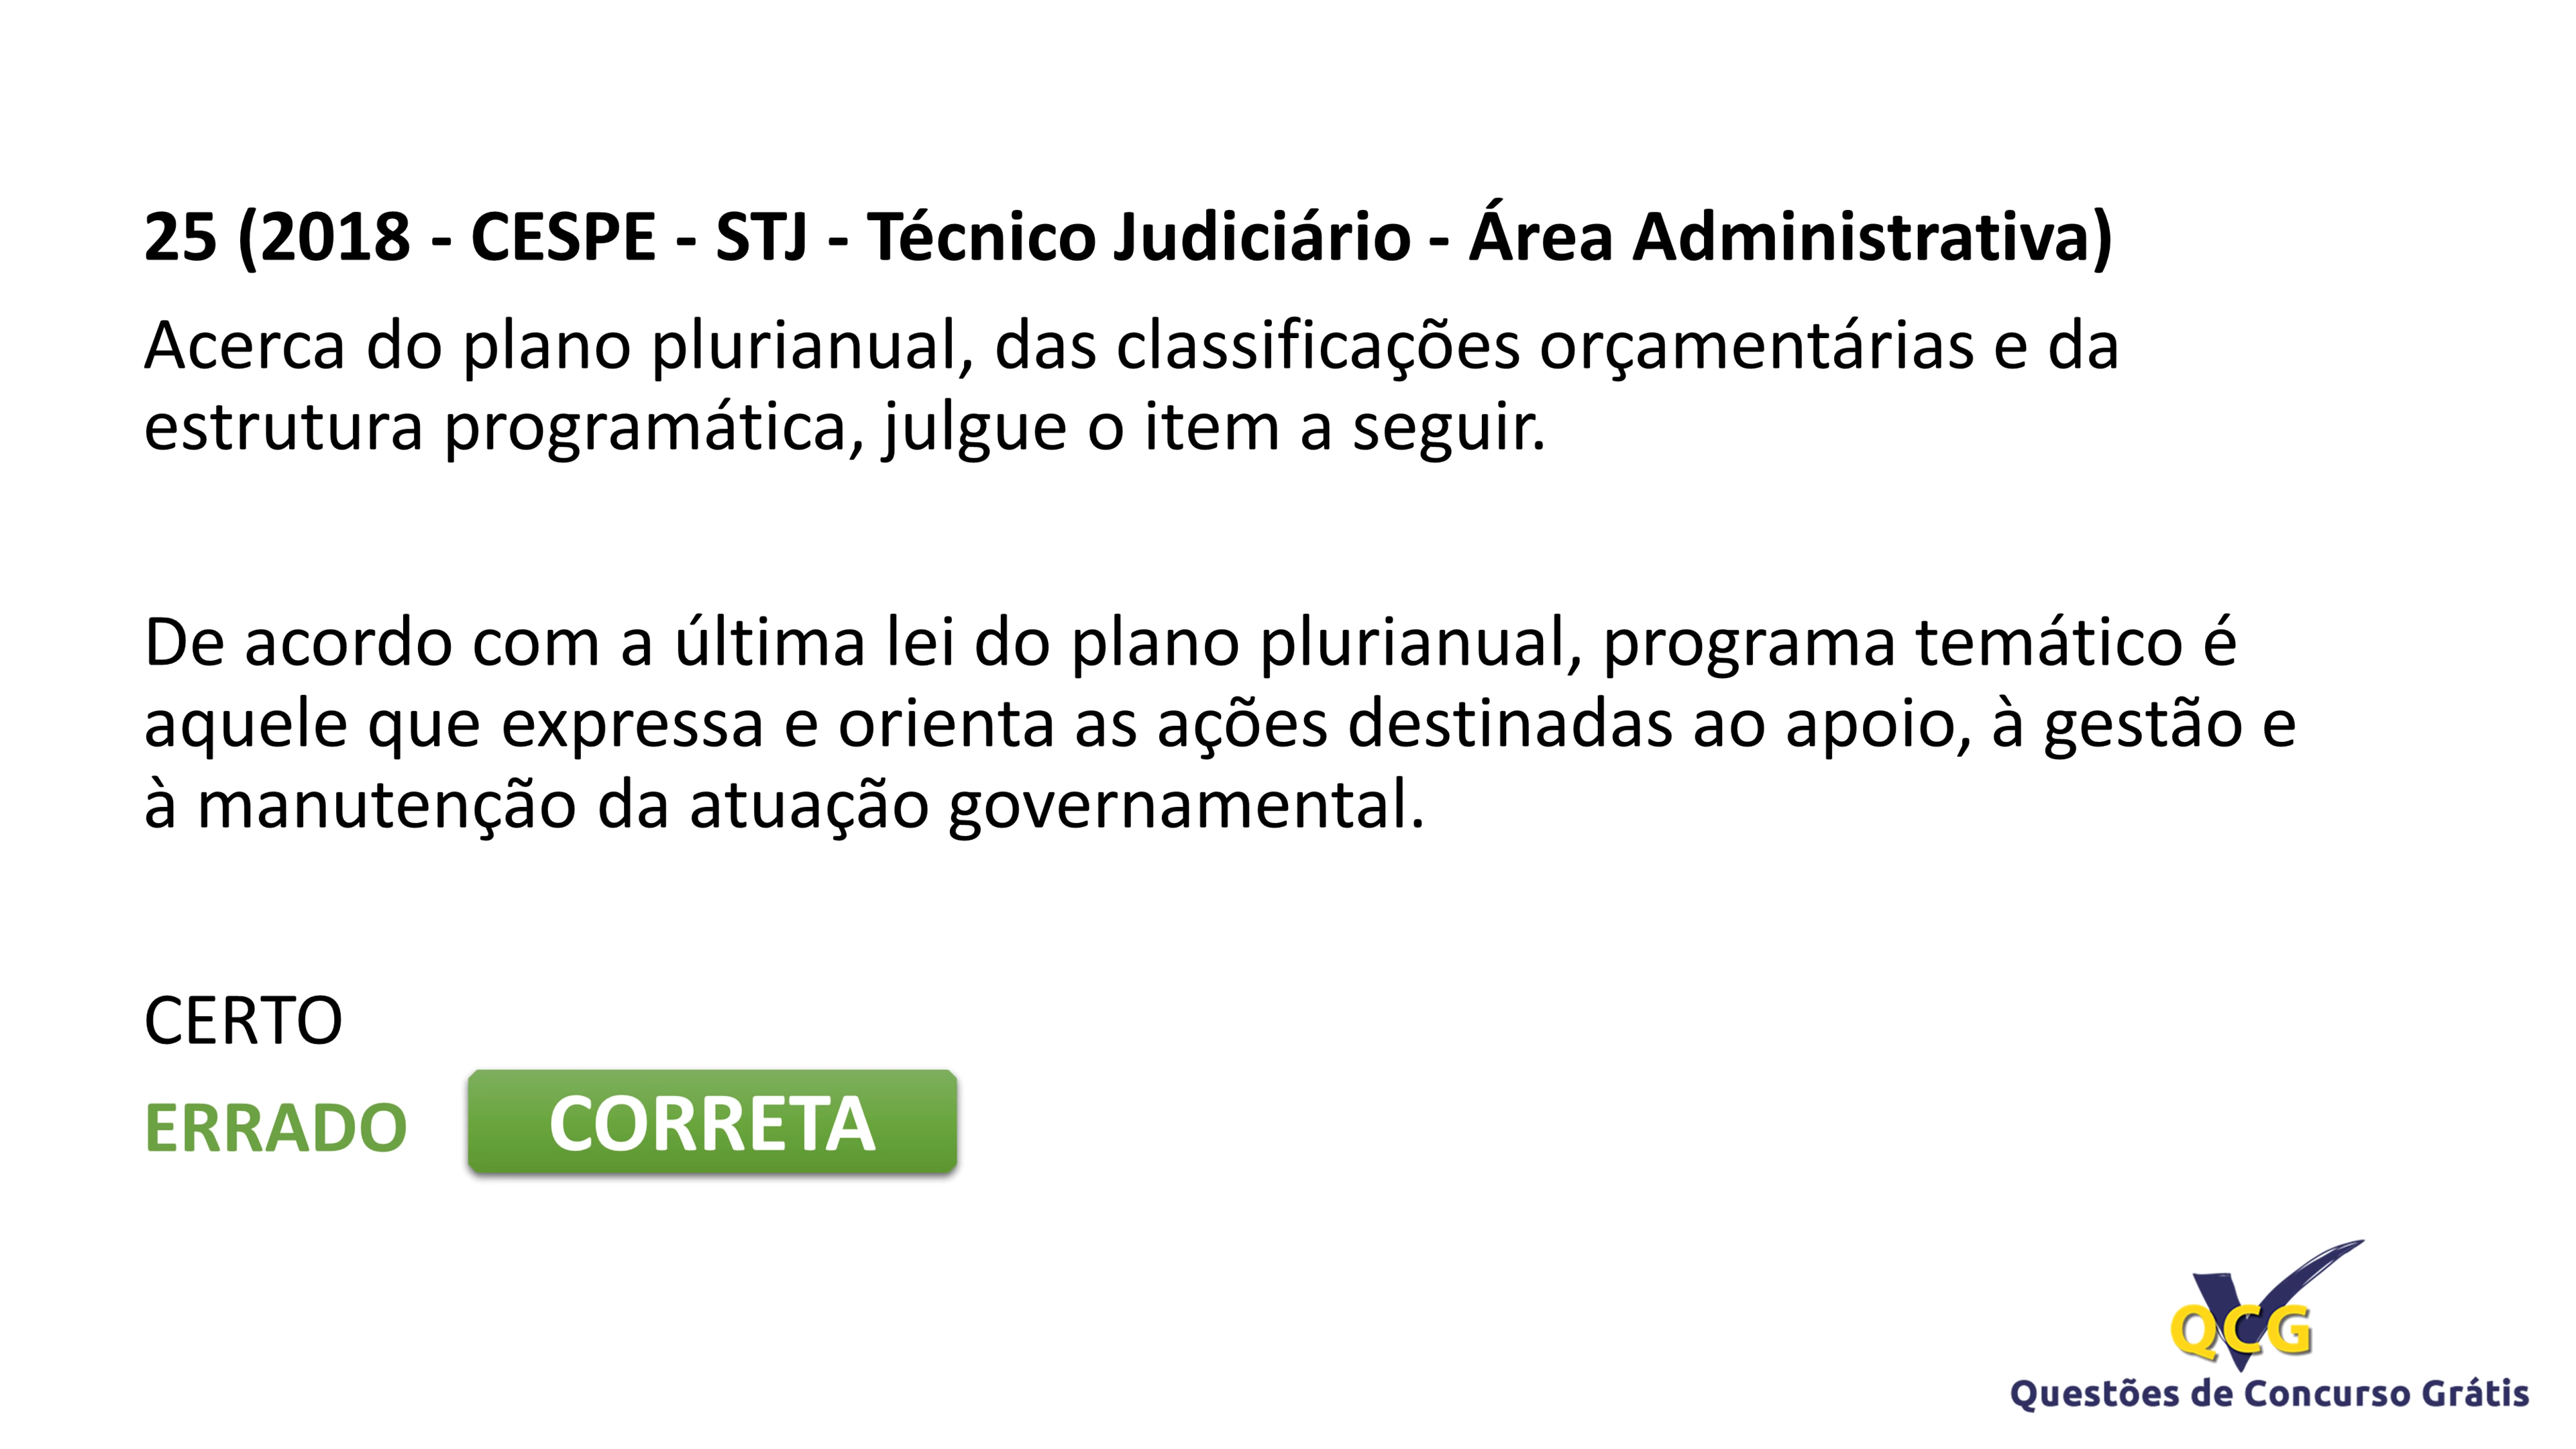 25 (2018 - CESPE - STJ - Técnico Judiciário - Área Administrativa)
Acerca do plano plurianual, das classificações orçamentárias e da
estrutura programática, julgue o item a seguir.
De acordo com a última lei do plano plurianual, programa temático é
aquele que expressa e orienta as ações destinadas ao apoio, à gestão e
à manutenção da atuação governamental.
CERTO
ERRADO CORRETA
QCG
Questões de Concurso Grátis